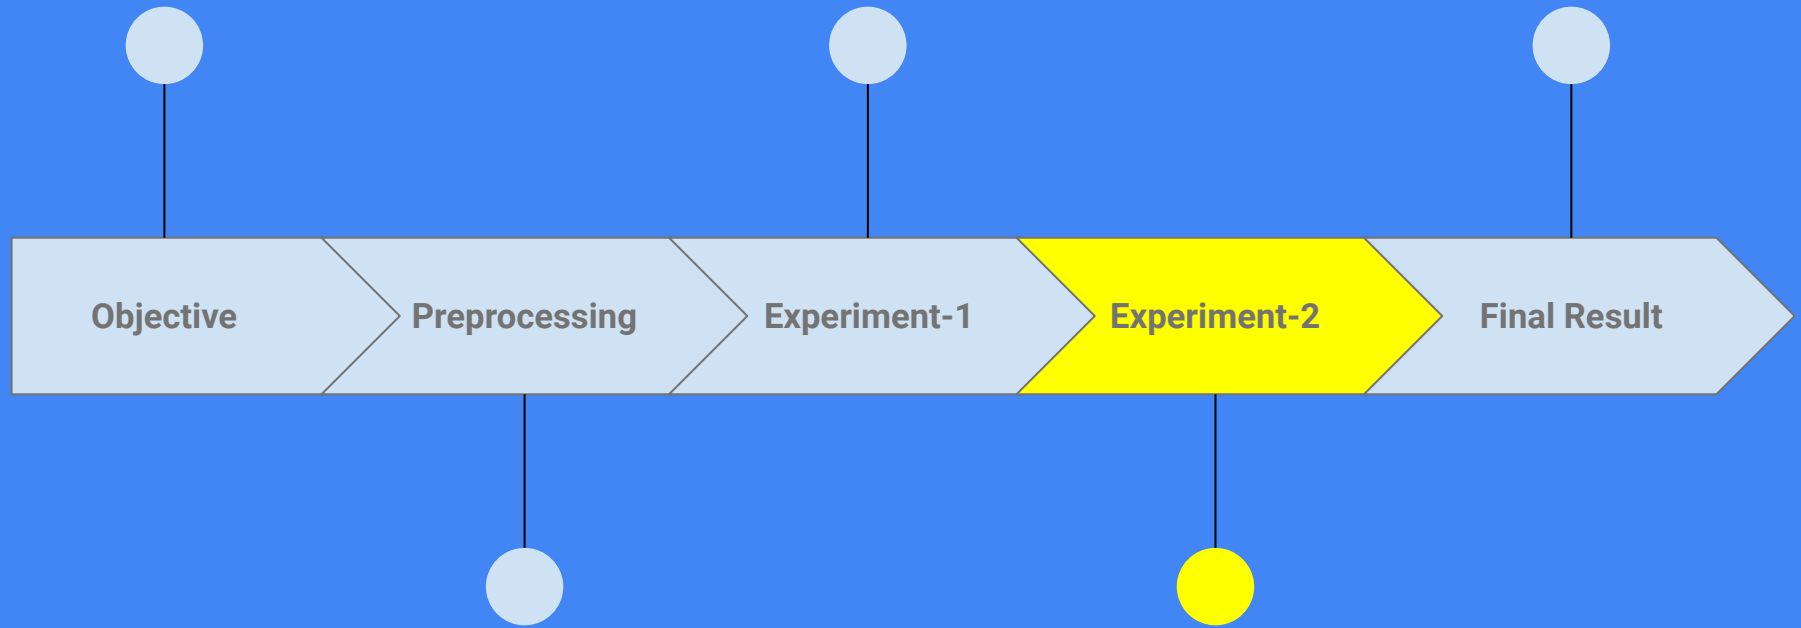 Objective
Preprocessing
Experiment-1
Experiment-2
Final Result